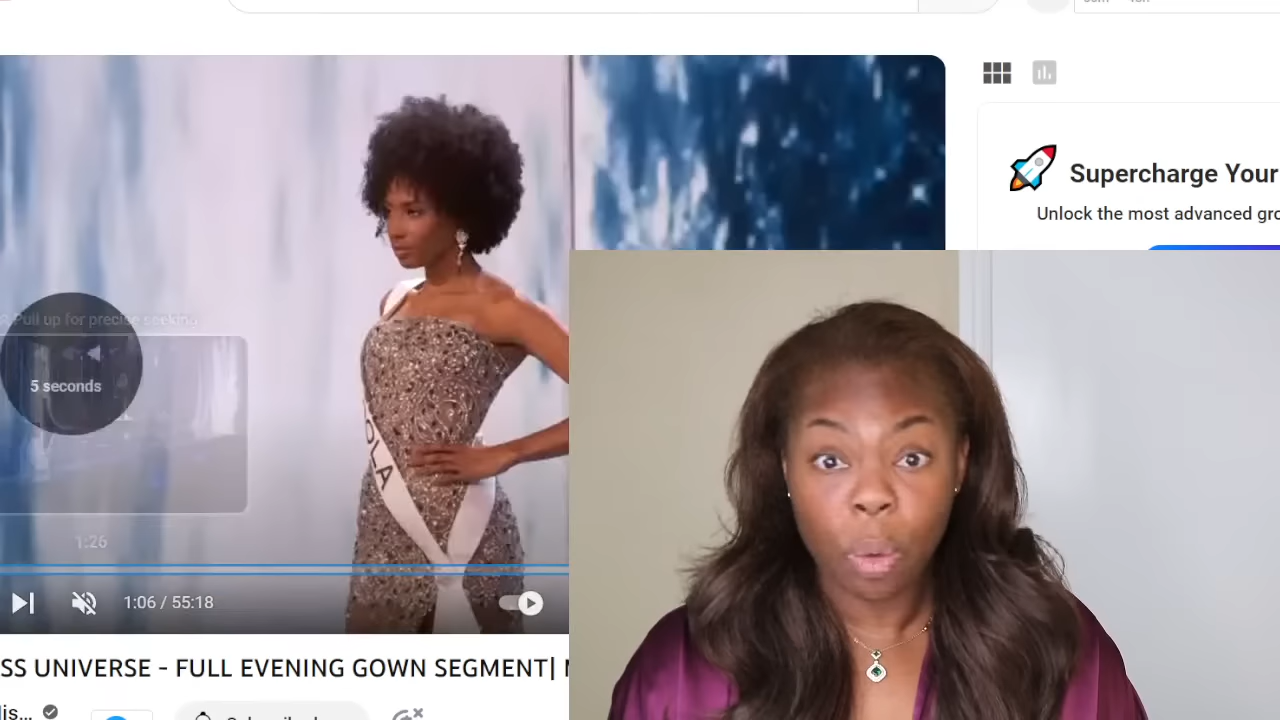 Supercharge Your
Unlock the most advanced gro
Pull up for precise seeking
5 seconds
OLA
1:26
1:06 / 55:18
SS UNIVERSE - FULL EVENING GOWN SEGMENT|
lis...